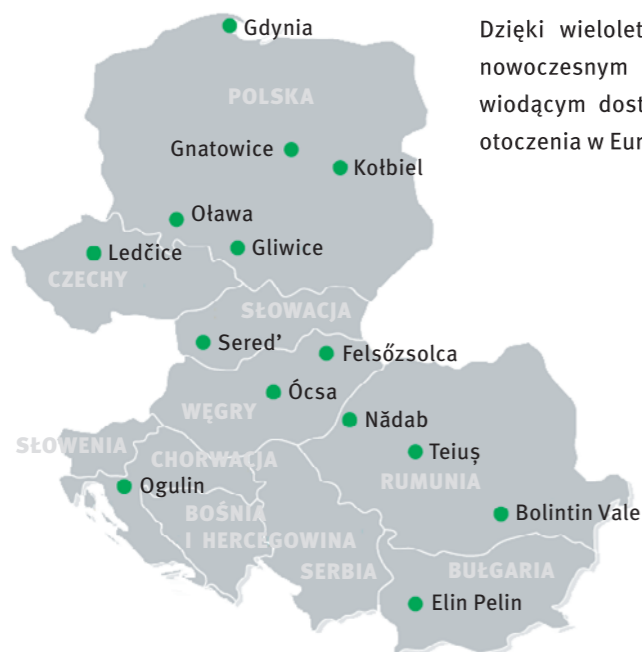 Gdynia
Dzięki wielolet
nowoczesnym
wiodącym dost
otoczenia w Eur
POLSKA
Gnatowice
Kołbiel
Oława
Ledčice
Gliwice
CZECHY
SŁOWACJA
Sered’
Felsőzsolca
Ócsa
WĘGRY
Nădab
SŁOWENIA
CHORWACJA
Teiuș
Ogulin
RUMUNIA
BOŚNIA
I HERCEGOWINA
Bolintin Vale
SERBIA
BUŁGARIA
Elin Pelin